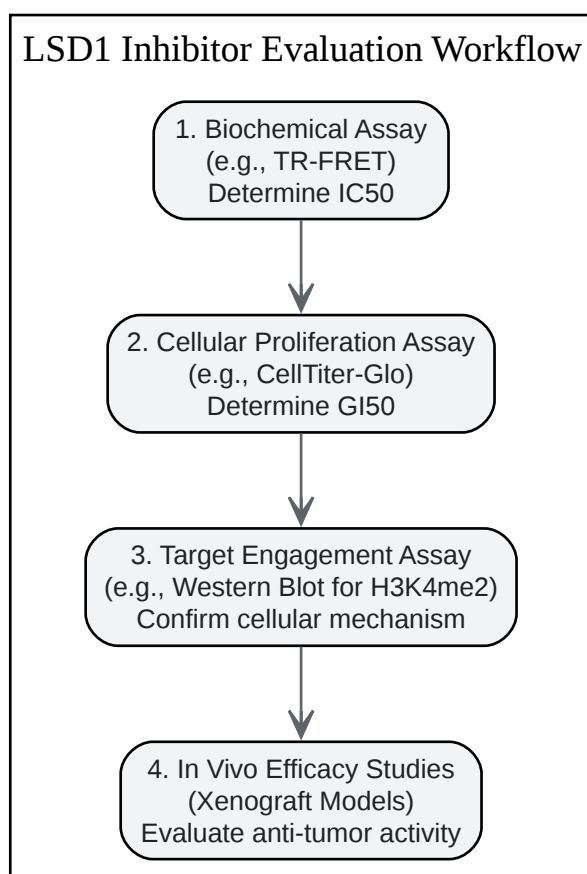 LSD1 Inhibitor Evaluation Workflow
1. Biochemical Assay
(e.g., TR-FRET)
Determine IC50
2. Cellular Proliferation Assay
(e.g., CellTiter-Glo)
Determine GI50
3. Target Engagement Assay
(e.g., Western Blot for H3K4me2)
Confirm cellular mechanism
4. In Vivo Efficacy Studies
(Xenograft Models)
Evaluate anti-tumor activity